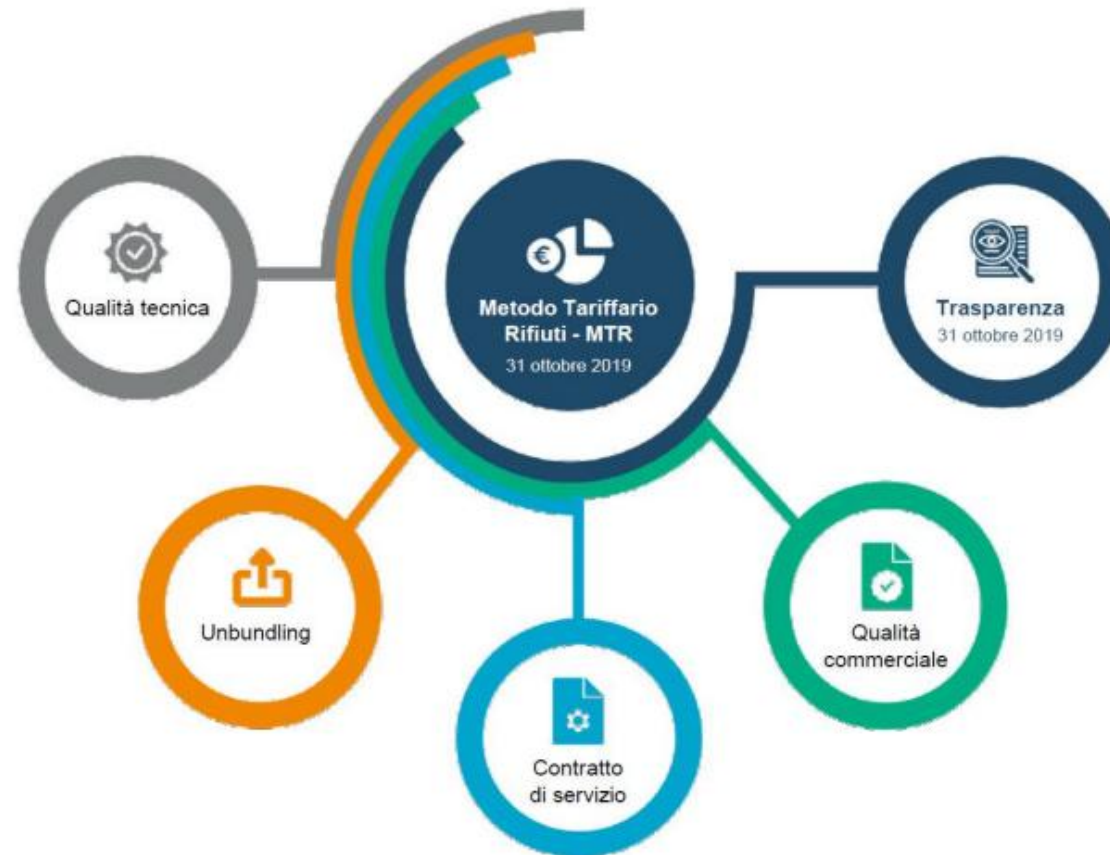 Metodo Tariffario
Rifiuti - MTR
31 ottobre 2019
Trasparenza
31 ottobre 2019
Qualità
commerciale
Contratto
di servizio
Unbundling
Qualità tecnica